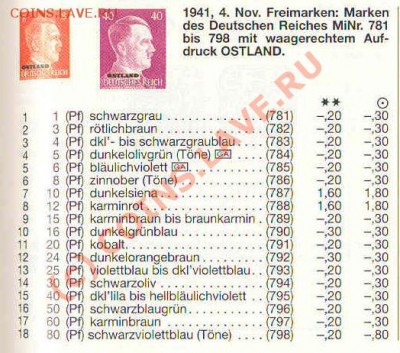 COINS.LAVE.RU
40 40
OSTLAND
OSTLAND
DEUTSCHES REICH
1941, 4. Nov. Freimarken: Marken
des Deutschen Reiches MiNr. 781
bis 798 mit waagerechtem Auf-
druck OSTLAND.
✶✶ ⊙
1 1 (Pf) schwarzgrau . . . . . . . . . . . . (781) –,20 –,30
2 3 (Pf) rötlichbraun . . . . . . . . . . . . (782) –,20 –,30
3 4 (Pf) dkl'- bis schwarzgraublau . . (783) –,20 –,30
4 5 (Pf) dunkelolivgrün (Töne) GA . . . (784) –,20 –,30
5 6 (Pf) bläulichviolett GA . . . . . . . . (785) –,20 –,30
6 8 (Pf) zinnober (Töne) . . . . . . . . . (786) –,20 –,30
7 10 (Pf) dunkelsiena . . . . . . . . . . . . (787) 1,60 1,80
8 12 (Pf) karminrot . . . . . . . . . . . . . . (788) 1,60 1,80
9 15 (Pf) karminbraun bis braunkarmin . (789) –,20 –,30
10 16 (Pf) dunkelgrünblau . . . . . . . . . (790) –,20 –,30
11 20 (Pf) kobalt . . . . . . . . . . . . . . . . (791) –,20 –,30
12 24 (Pf) dunkelorangebraun . . . . . . (792) –,20 –,30
13 25 (Pf) violettblau bis dkl'violettblau . (793) –,20 –,30
14 30 (Pf) schwarzoliv . . . . . . . . . . . . (794) –,20 –,30
15 40 (Pf) dkl'lila bis hellbläulichviolett . (795) –,20 –,30
16 50 (Pf) schwarzblaugrün . . . . . . . . (796) –,20 –,30
17 60 (Pf) karminbraun . . . . . . . . . . . (797) –,20 –,30
18 80 (Pf) schwarzviolettblau (Töne) . . (798) –,20 –,80
(C) COINS.LAVE.RU